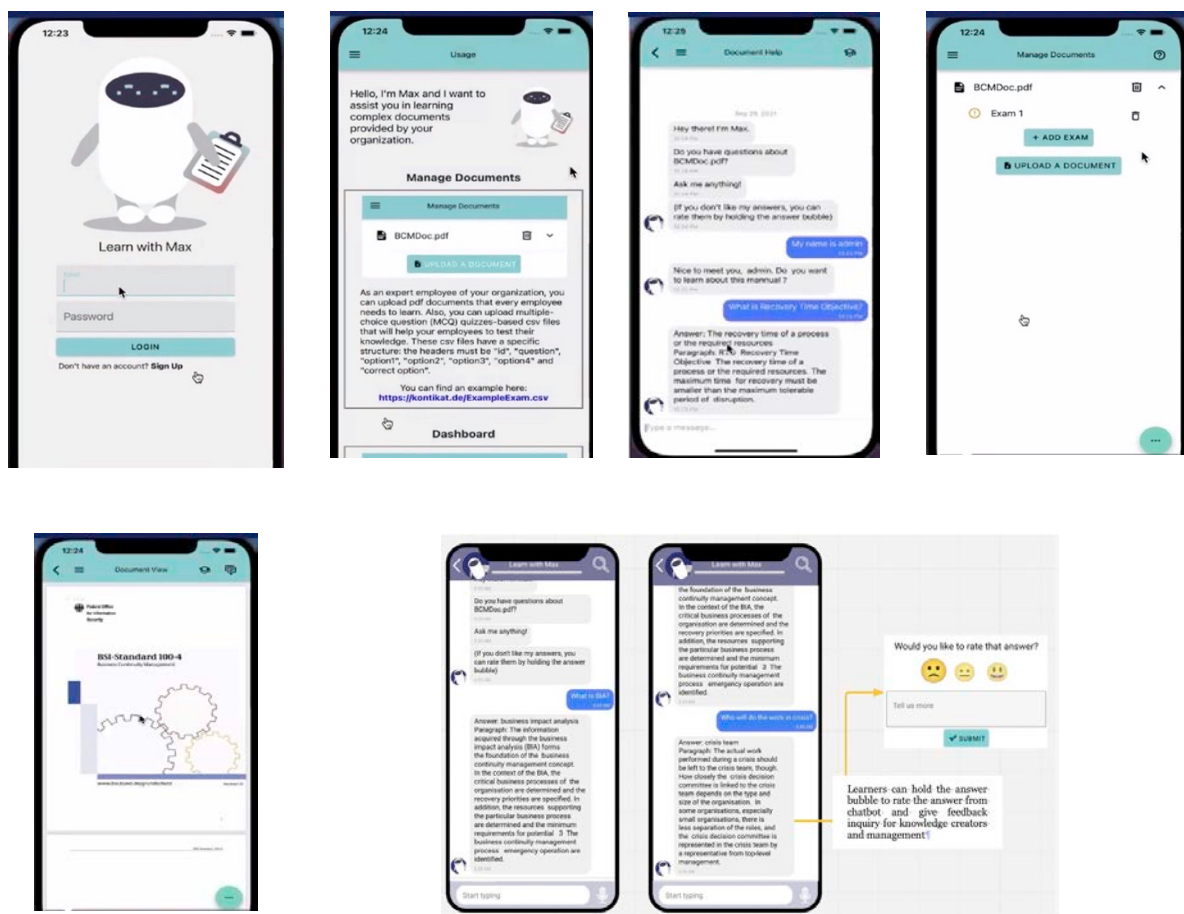 12:23
Learn with Max
Email
Password
LOGIN
Don't have an account? Sign Up
12:24
Usage
Hello, I'm Max and I want to
assist you in learning
complex documents
provided by your
organization.
Manage Documents
Manage Documents
BCMDoc.pdf
UPLOAD A DOCUMENT
As an expert employee of your organization, you
can upload pdf documents that every employee
needs to learn. Also, you can upload multiple-
choice question (MCQ) quizzes-based csv files
that will help your employees to test their
knowledge. These csv files have a specific
structure: the headers must be "id", "question",
"option1", "option2", "option3", "option4" and
"correct option".
You can find an example here:
https://kontikat.de/ExampleExam.csv
Dashboard
12:25
Document Help
Sep 29, 2021
Hey there! I'm Max.
Do you have questions about
BCMDoc.pdf?
Ask me anything!
(If you don't like my answers, you can
rate them by holding the answer bubble)
My name is admin
Nice to meet you, admin. Do you want
to learn about this mannual ?
What is Recovery Time Objective?
Answer: The recovery time of a process
or the required resources
Paragraph: Recovery Time
Objective The recovery time of a
process or the required resources. The
maximum time for recovery must be
smaller than the maximum tolerable
period of disruption.
Type a message...
12:24
Manage Documents
BCMDoc.pdf
Exam 1
+ ADD EXAM
UPLOAD A DOCUMENT
12:24
Document View
Federal Office
for Information
Security
BSI-Standard 100-4
Business Continuity Management
Learn with Max
Do you have questions about
BCMDoc.pdf?
Ask me anything!
(If you don't like my answers, you
can rate them by holding the answer
bubble)
What is BIA?
Answer: business impact analysis
Paragraph: The information
acquired through the business
impact analysis (BIA) forms
the foundation of the business
continuity management concept.
In the context of the BIA, the
critical business processes of the
organisation are determined and the
recovery priorities are specified. In
addition, the resources supporting
the particular business process
are determined and the minimum
requirements for potential 3 The
business continuity management
process emergency operation are
identified.
Start typing
Learn with Max
the foundation of the business
continuity management concept.
In the context of the BIA, the
critical business processes of the
organisation are determined and the
recovery priorities are specified. In
addition, the resources supporting
the particular business process
are determined and the minimum
requirements for potential 3 The
business continuity management
process emergency operation are
identified.
Who will do the work in crisis?
Answer: crisis team
Paragraph: The actual work
performed during a crisis should
be left to the crisis team, though.
How closely the crisis decision
committee is linked to the crisis
team depends on the type and
size of the organisation. In
some organisations, especially
small organisations, there is
less separation of the roles, and
the crisis decision committee is
represented in the crisis team by
a representative from top-level
management.
Start typing
Would you like to rate that answer?
Tell us more
SUBMIT
Learners can hold the answer
bubble to rate the answer from
chatbot and give feedback
inquiry for knowledge creators
and management¶